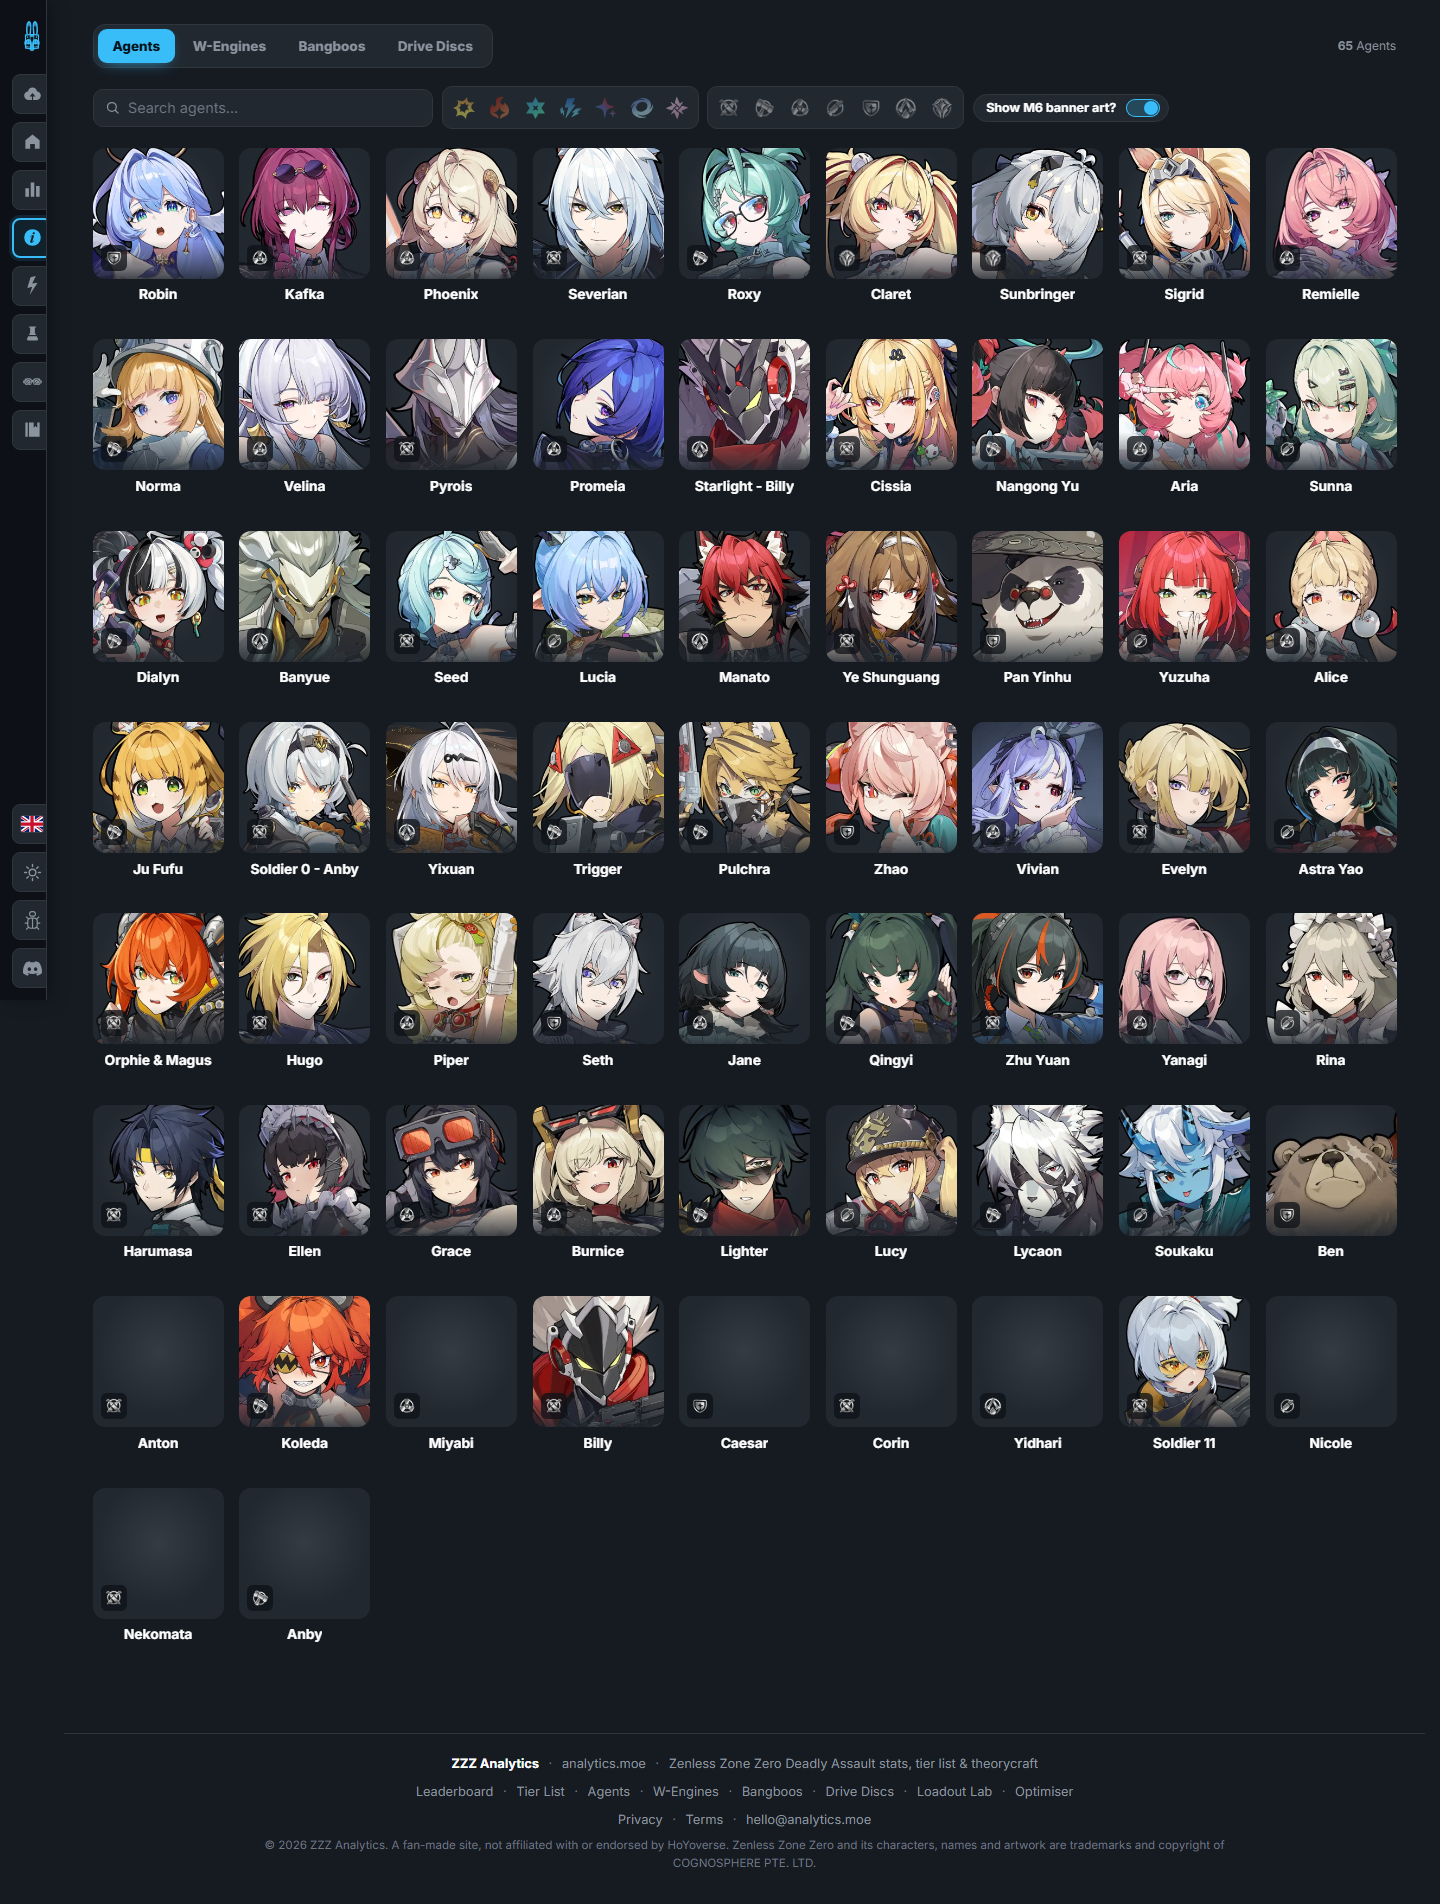 Agents W-Engines Bangboos Drive Discs 65 Agents
Search agents... Show M6 banner art?
Robin Kafka Phoenix Severian Roxy Claret Sunbringer Sigrid Remielle
Norma Velina Pyrois Promeia Starlight - Billy Cissia Nangong Yu Aria Sunna
Dialyn Banyue Seed Lucia Manato Ye Shunguang Pan Yinhu Yuzuha Alice
Ju Fufu Soldier 0 - Anby Yixuan Trigger Pulchra Zhao Vivian Evelyn Astra Yao
Orphie & Magus Hugo Piper Seth Jane Qingyi Zhu Yuan Yanagi Rina
Harumasa Ellen Grace Burnice Lighter Lucy Lycaon Soukaku Ben
Anton Koleda Miyabi Billy Caesar Corin Yidhari Soldier 11 Nicole
Nekomata Anby
ZZZ Analytics · analytics.moe · Zenless Zone Zero Deadly Assault stats, tier list & theorycraft
Leaderboard · Tier List · Agents · W-Engines · Bangboos · Drive Discs · Loadout Lab · Optimiser
Privacy · Terms · hello@analytics.moe
© 2026 ZZZ Analytics. A fan-made site, not affiliated with or endorsed by HoYoverse. Zenless Zone Zero and its characters, names and artwork are trademarks and copyright of
COGNOSPHERE PTE. LTD.